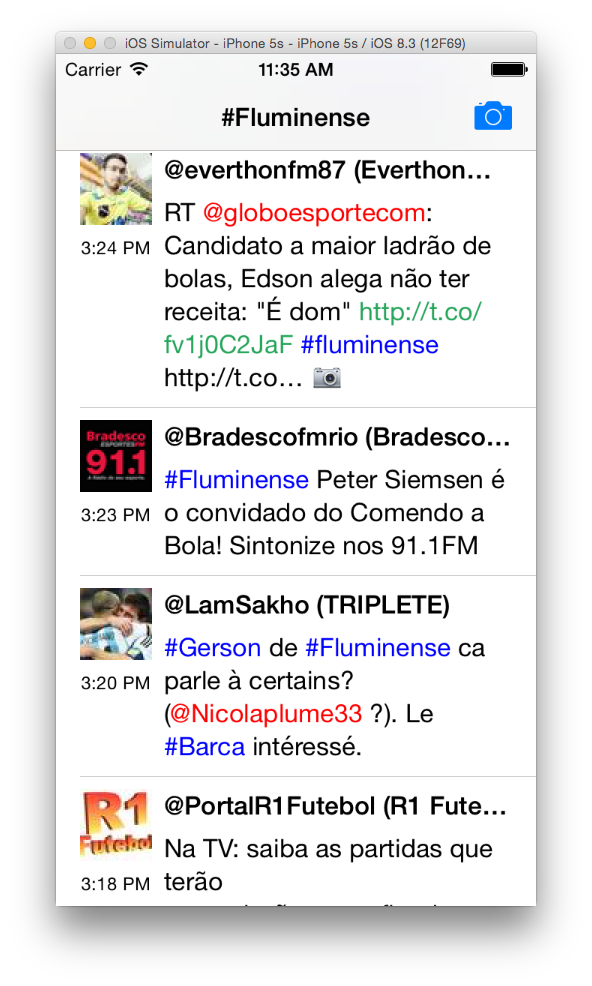 iOS Simulator - iPhone 5s - iPhone 5s / iOS 8.3 (12F69)
Carrier 11:35 AM
#Fluminense
@everthonfm87 (Everthon…
RT @globoesportecom:
Candidato a maior ladrão de
bolas, Edson alega não ter
receita: "É dom" http://t.co/
fv1j0C2JaF #fluminense
http://t.co… 📷
3:24 PM
Bradesco
ESPORTES FM
91.1
@Bradescofmrio (Bradesco…
#Fluminense Peter Siemsen é
o convidado do Comendo a
Bola! Sintonize nos 91.1FM
3:23 PM
@LamSakho (TRIPLETE)
#Gerson de #Fluminense ca
parle à certains?
(@Nicolaplume33 ?). Le
#Barca intéressé.
3:20 PM
R1
Futebol
@PortalR1Futebol (R1 Fute…
Na TV: saiba as partidas que
terão
3:18 PM